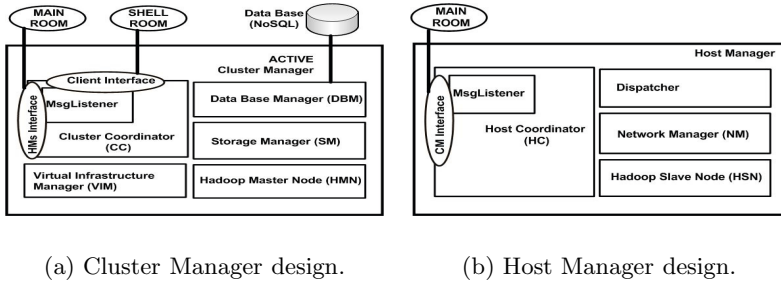 MAIN
ROOM
SHELL
ROOM
Data Base
(NoSQL)
ACTIVE
Cluster Manager
Client Interface
HMs Interface
MsgListener
Cluster Coordinator
(CC)
Data Base Manager (DBM)
Storage Manager (SM)
Virtual Infrastructure
Manager (VIM)
Hadoop Master Node (HMN)
MAIN
ROOM
Host Manager
CM Interface
MsgListener
Host Coordinator
(HC)
Dispatcher
Network Manager (NM)
Hadoop Slave Node (HSN)
(a) Cluster Manager design.
(b) Host Manager design.